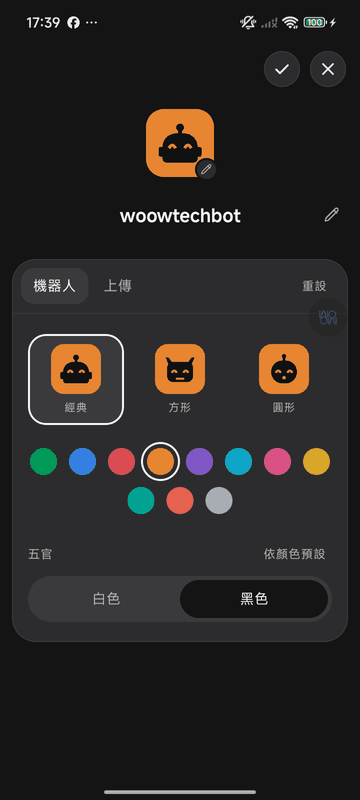 17:39
100
woowtechbot
機器人 上傳 重設
經典 方形 圓形
五官 依顏色預設
白色 黑色